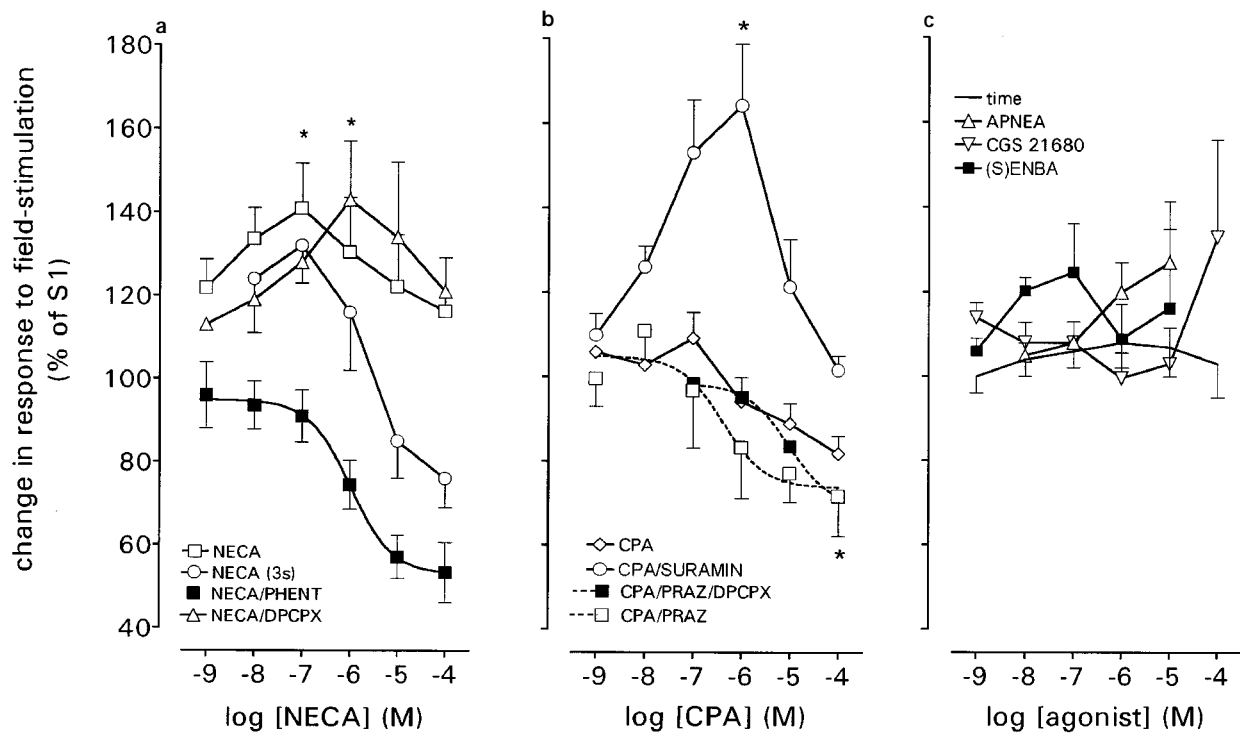 change in response to field-stimulation
(% of S1)
a
180
160
140
120
100
80
60
40
* *
NECA
NECA (3s)
NECA/PHENT
NECA/DPCPX
-9 -8 -7 -6 -5 -4
log [NECA] (M)
b
*
*
CPA
CPA/SURAMIN
CPA/PRAZ/DPCPX
CPA/PRAZ
-9 -8 -7 -6 -5 -4
log [CPA] (M)
c
time
APNEA
CGS 21680
(S)ENBA
-9 -8 -7 -6 -5 -4
log [agonist] (M)